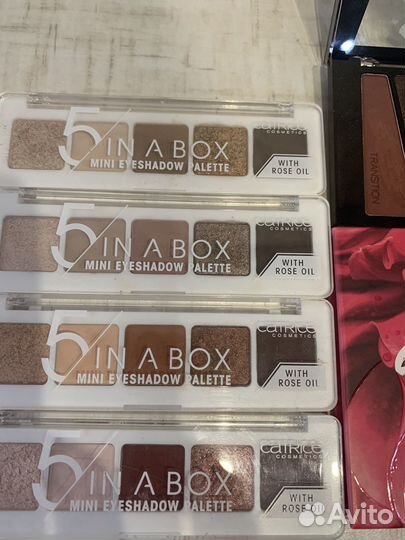 5 IN A BOX
MINI EYESHADOW PALETTE
CATRICE
COSMETICS
WITH
ROSE OIL
5 IN A BOX
MINI EYESHADOW PALETTE
CATRICE
COSMETICS
WITH
ROSE OIL
5 IN A BOX
MINI EYESHADOW PALETTE
CATRICE
COSMETICS
WITH
ROSE OIL
5 IN A BOX
MINI EYESHADOW PALETTE
CATRICE
COSMETICS
WITH
ROSE OIL
TRANSITION
Avito